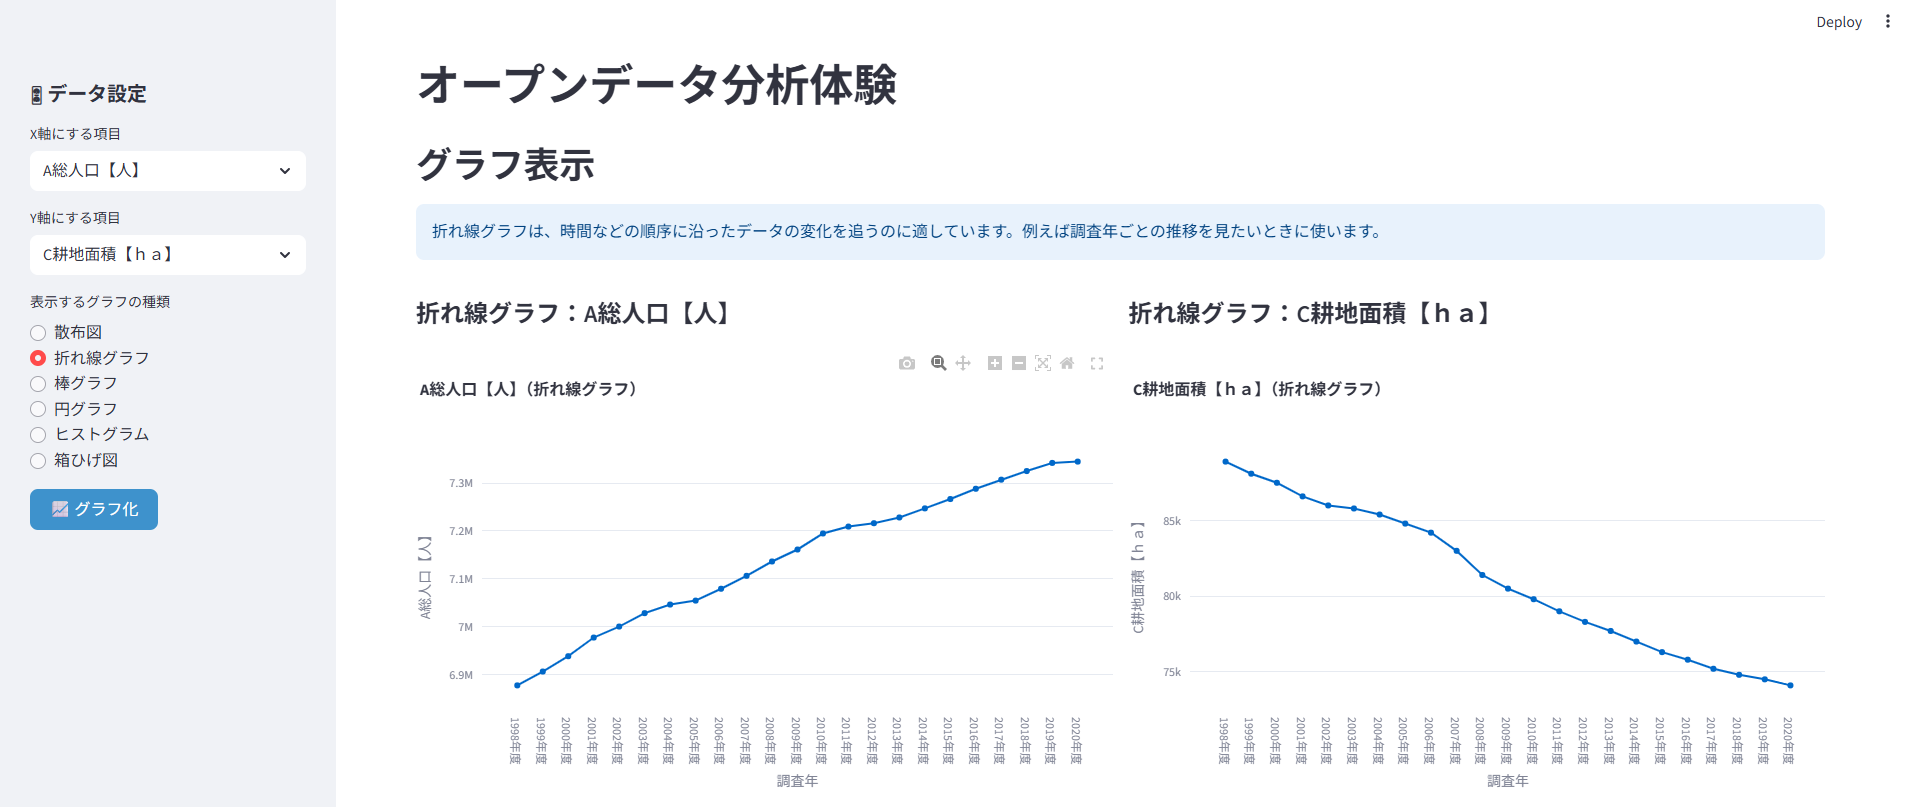 Deploy
データ設定
X軸にする項目
A総人口【人】
Y軸にする項目
C耕地面積【ｈａ】
表示するグラフの種類
散布図
折れ線グラフ
棒グラフ
円グラフ
ヒストグラム
箱ひげ図
グラフ化
オープンデータ分析体験
グラフ表示
折れ線グラフは、時間などの順序に沿ったデータの変化を追うのに適しています。例えば調査年ごとの推移を見たいときに使います。
折れ線グラフ：A総人口【人】
A総人口【人】（折れ線グラフ）
A総人口【人】
7.3M
7.2M
7.1M
7M
6.9M
1998年度
1999年度
2000年度
2001年度
2002年度
2003年度
2004年度
2005年度
2006年度
2007年度
2008年度
2009年度
2010年度
2011年度
2012年度
2013年度
2014年度
2015年度
2016年度
2017年度
2018年度
2019年度
2020年度
調査年
折れ線グラフ：C耕地面積【ｈａ】
C耕地面積【ｈａ】（折れ線グラフ）
C耕地面積【ｈａ】
85k
80k
75k
1998年度
1999年度
2000年度
2001年度
2002年度
2003年度
2004年度
2005年度
2006年度
2007年度
2008年度
2009年度
2010年度
2011年度
2012年度
2013年度
2014年度
2015年度
2016年度
2017年度
2018年度
2019年度
2020年度
調査年